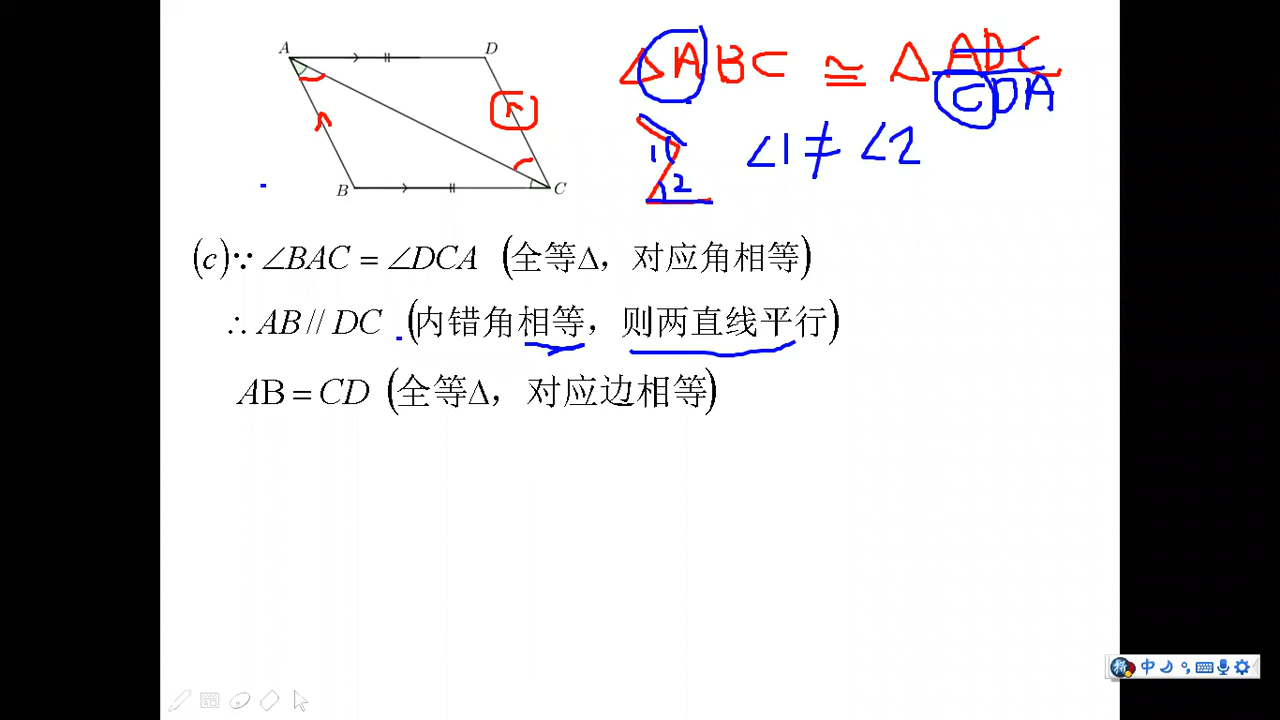 A D
B C
ΔABC ≅ ΔADC
CDA
1
2
∠1 ≠ ∠2
(c)∵ ∠BAC = ∠DCA (全等Δ，对应角相等)
∴ AB // DC (内错角相等，则两直线平行)
AB = CD (全等Δ，对应边相等)
中